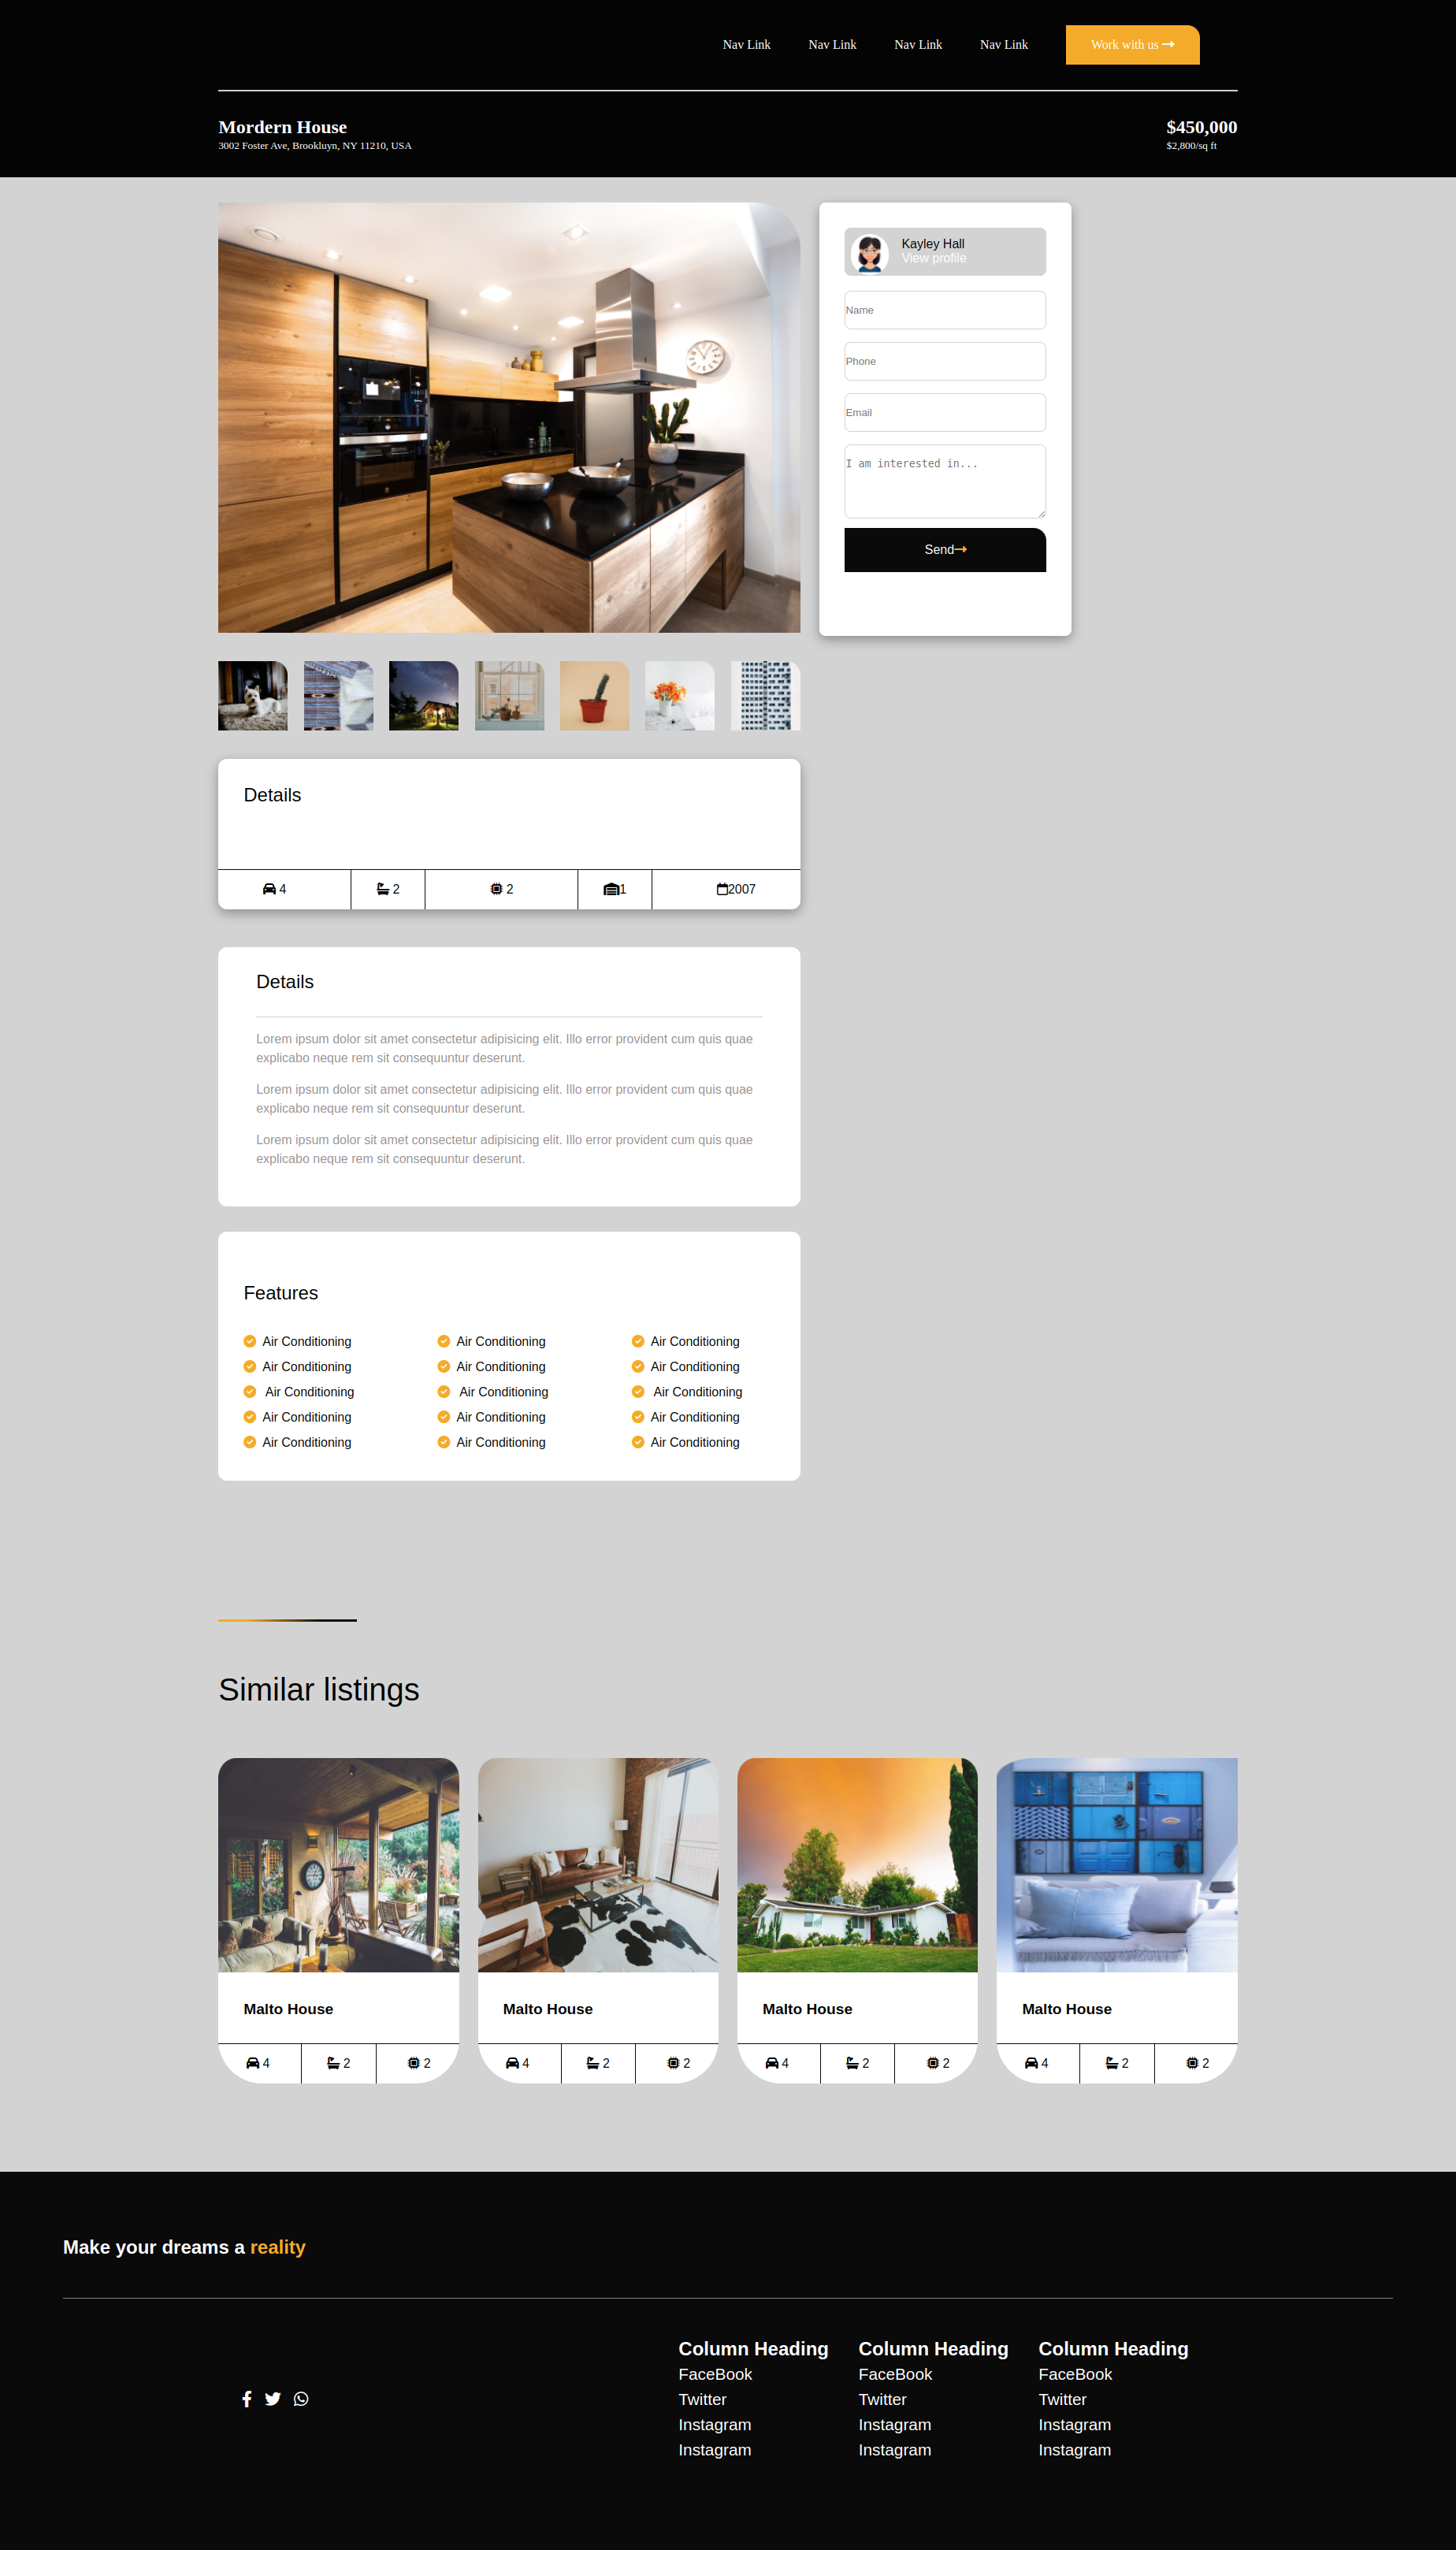 Nav Link Nav Link Nav Link Nav Link Work with us
Mordern House
3002 Foster Ave, Brookluyn, NY 11210, USA
$450,000
$2,800/sq ft
Kayley Hall
View profile
Name
Phone
Email
I am interested in...
Send
Details
4 2 2 1 2007
Details
Lorem ipsum dolor sit amet consectetur adipisicing elit. Illo error provident cum quis quae
explicabo neque rem sit consequuntur deserunt.
Lorem ipsum dolor sit amet consectetur adipisicing elit. Illo error provident cum quis quae
explicabo neque rem sit consequuntur deserunt.
Lorem ipsum dolor sit amet consectetur adipisicing elit. Illo error provident cum quis quae
explicabo neque rem sit consequuntur deserunt.
Features
Air Conditioning Air Conditioning Air Conditioning
Air Conditioning Air Conditioning Air Conditioning
Air Conditioning Air Conditioning Air Conditioning
Air Conditioning Air Conditioning Air Conditioning
Air Conditioning Air Conditioning Air Conditioning
Similar listings
Malto House Malto House Malto House Malto House
4 2 2 4 2 2 4 2 2 4 2 2
Make your dreams a reality
Column Heading Column Heading Column Heading
FaceBook FaceBook FaceBook
Twitter Twitter Twitter
Instagram Instagram Instagram
Instagram Instagram Instagram